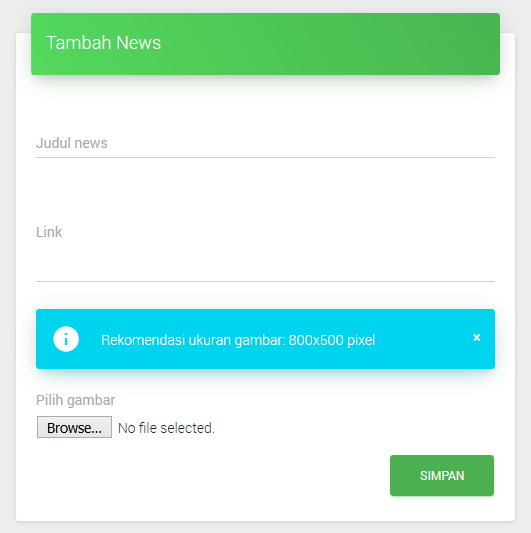 Tambah News
Judul news
Link
Rekomendasi ukuran gambar: 800x500 pixel ×
Pilih gambar
Browse... No file selected.
SIMPAN